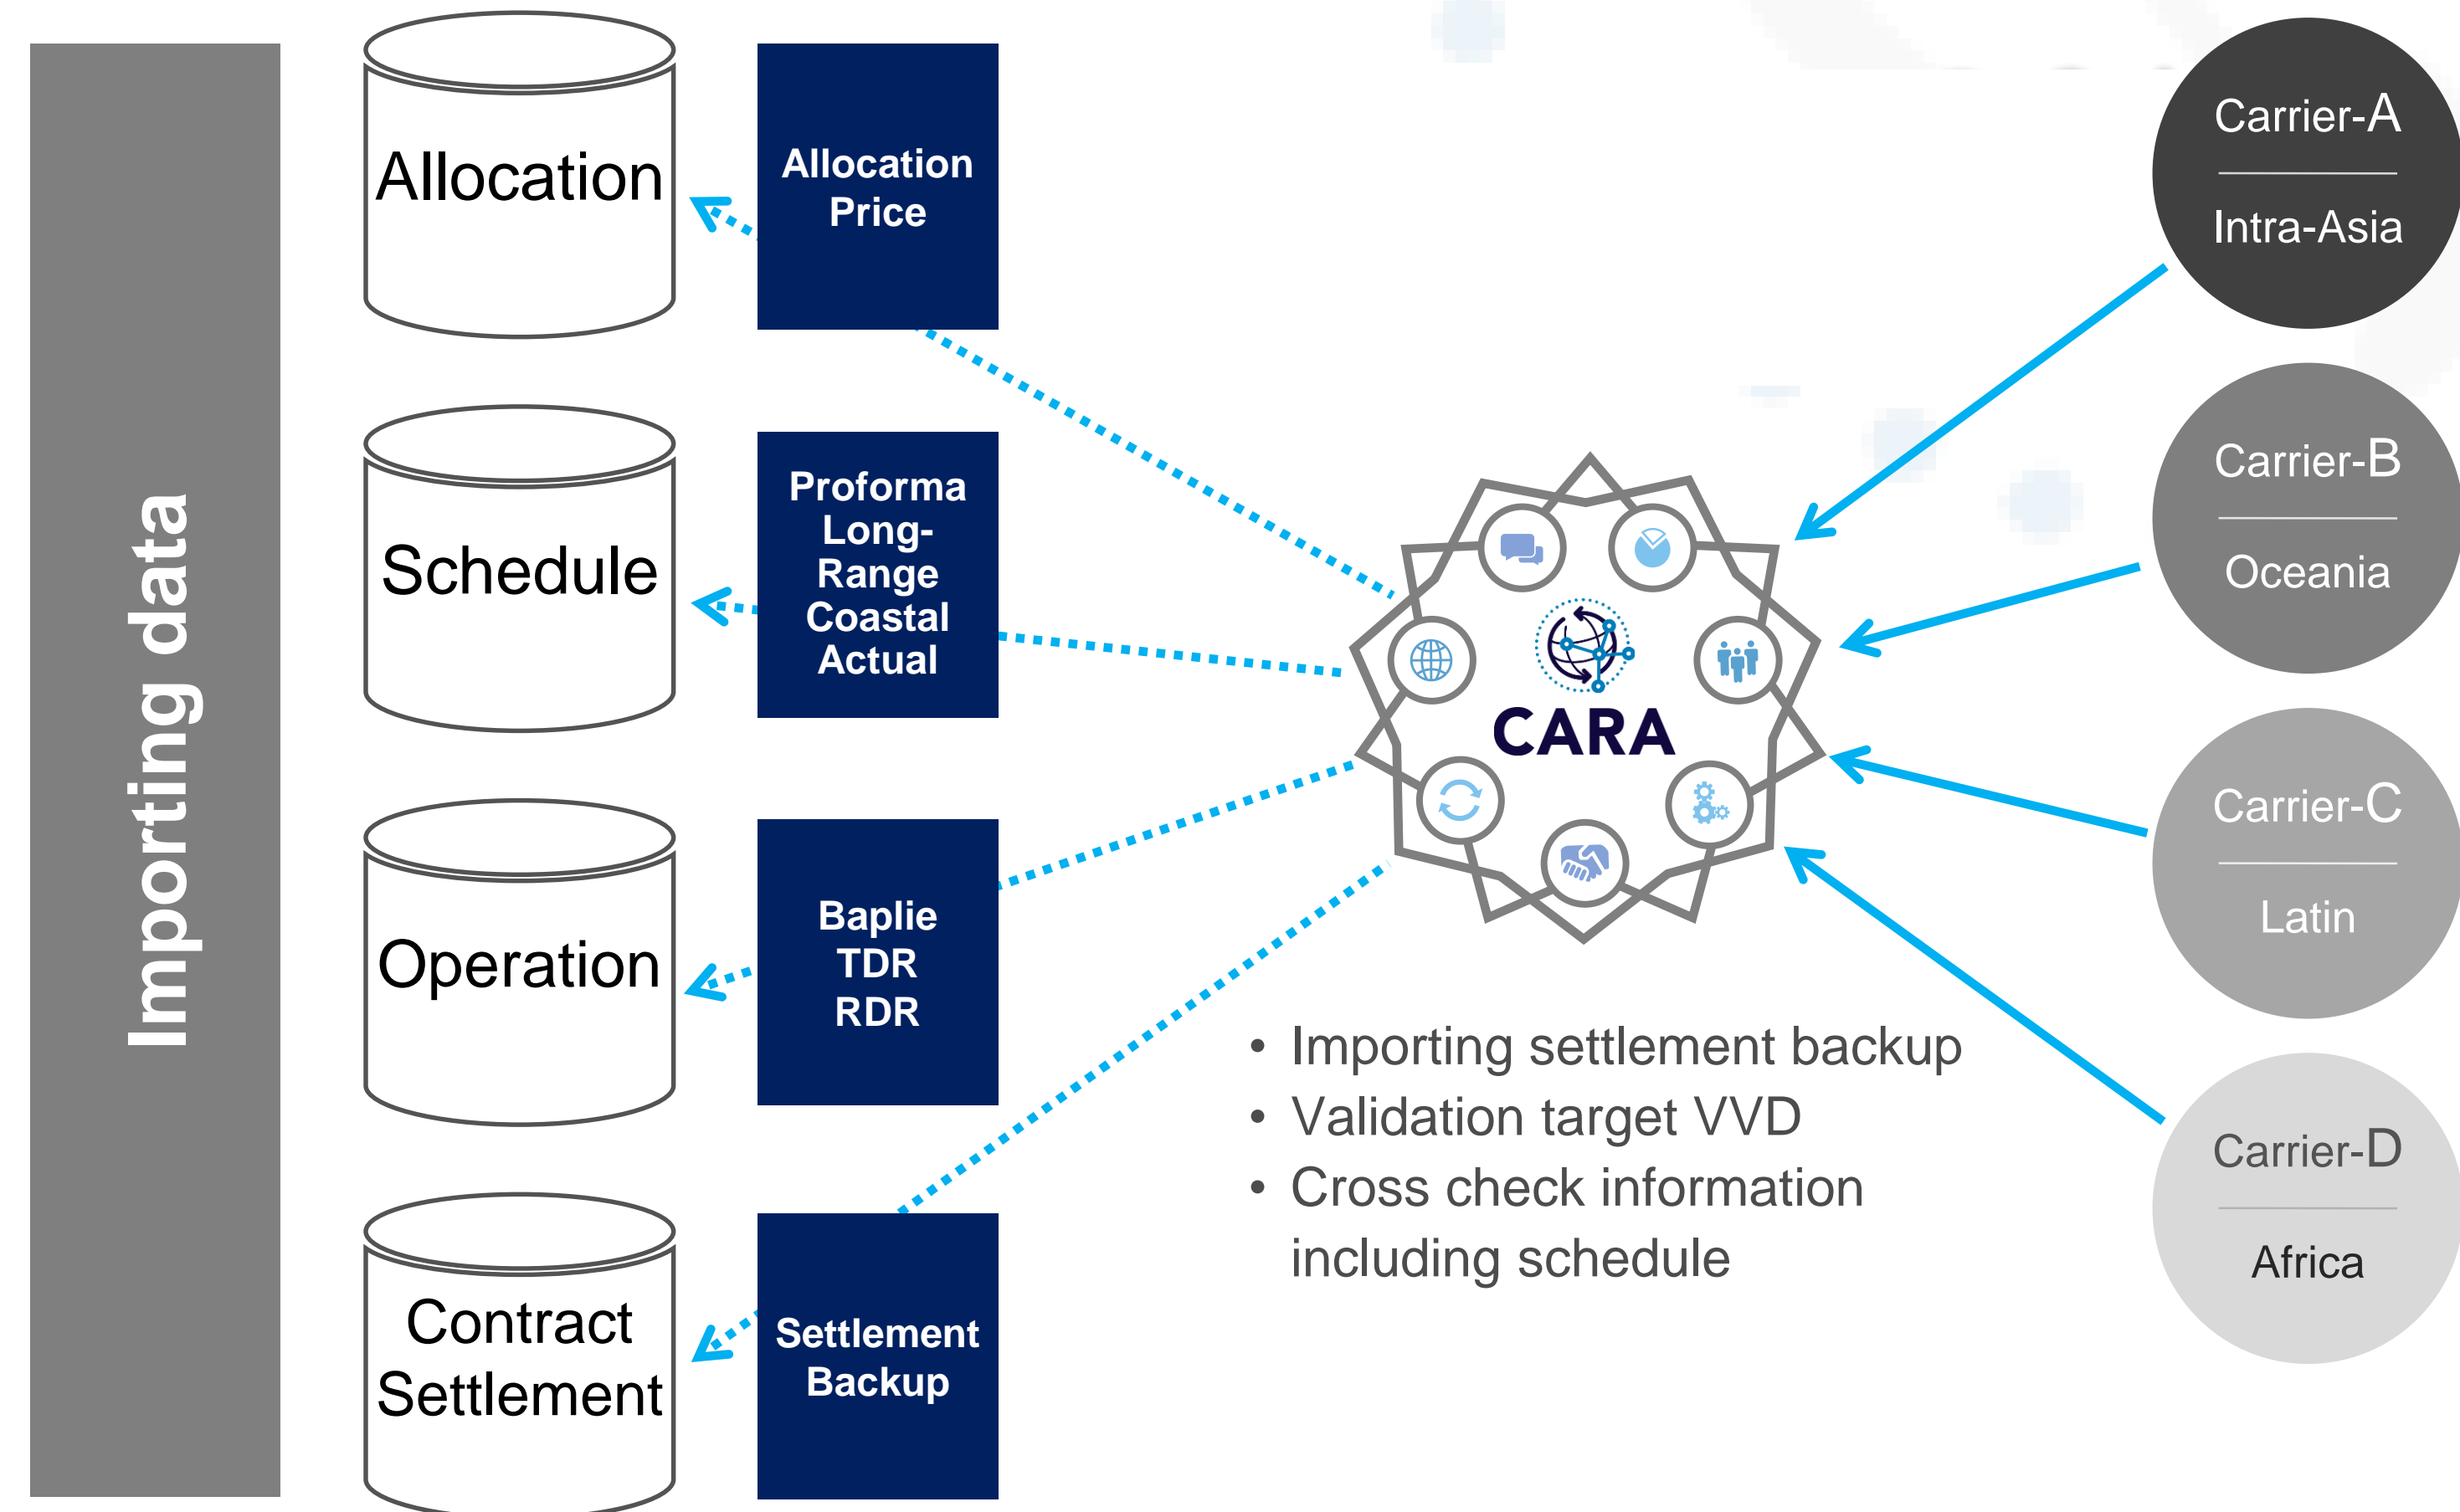 Importing data
Allocation
Schedule
Operation
Contract
Settlement
Allocation
Price
Proforma
Long-
Range
Coastal
Actual
Baplie
TDR
RDR
Settlement
Backup
CARA
• Importing settlement backup
• Validation target VVD
• Cross check information
including schedule
Carrier-A
Intra-Asia
Carrier-B
Oceania
Carrier-C
Latin
Carrier-D
Africa